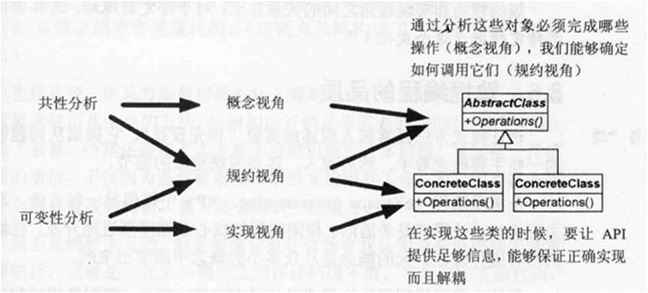 通过分析这些对象必须完成哪些
操作（概念视角），我们能够确定
如何调用它们（规约视角）
共性分析
概念视角
AbstractClass
+Operations()
规约视角
ConcreteClass
+Operations()
ConcreteClass
+Operations()
可变性分析
实现视角
在实现这些类的时候，要让 API
提供足够信息，能够保证正确实现
而且解耦